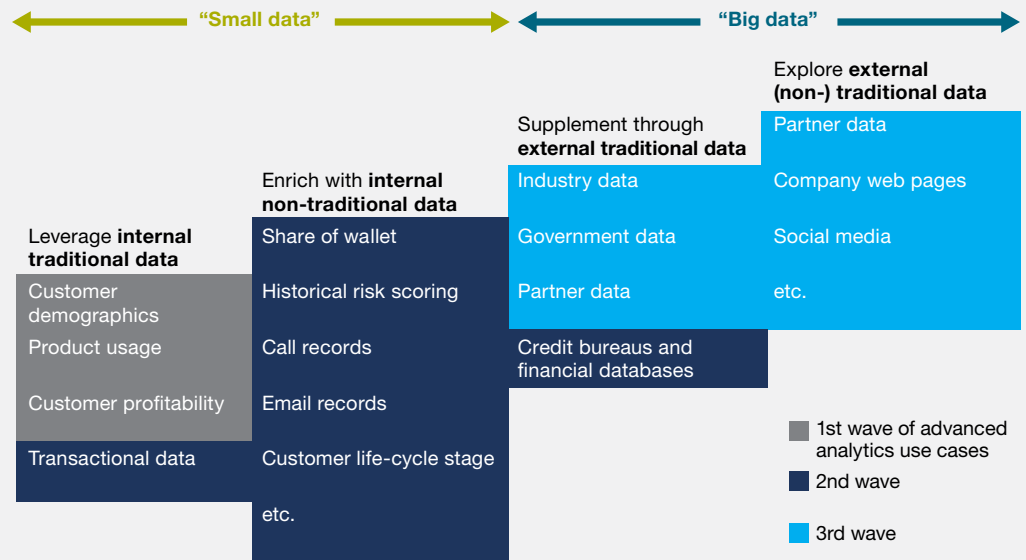 “Small data”
“Big data”
Leverage internal
traditional data
Customer
demographics
Product usage
Customer profitability
Transactional data
Enrich with internal
non-traditional data
Share of wallet
Historical risk scoring
Call records
Email records
Customer life-cycle stage
etc.
Supplement through
external traditional data
Industry data
Government data
Partner data
Credit bureaus and
financial databases
Explore external
(non-) traditional data
Partner data
Company web pages
Social media
etc.
1st wave of advanced
analytics use cases
2nd wave
3rd wave